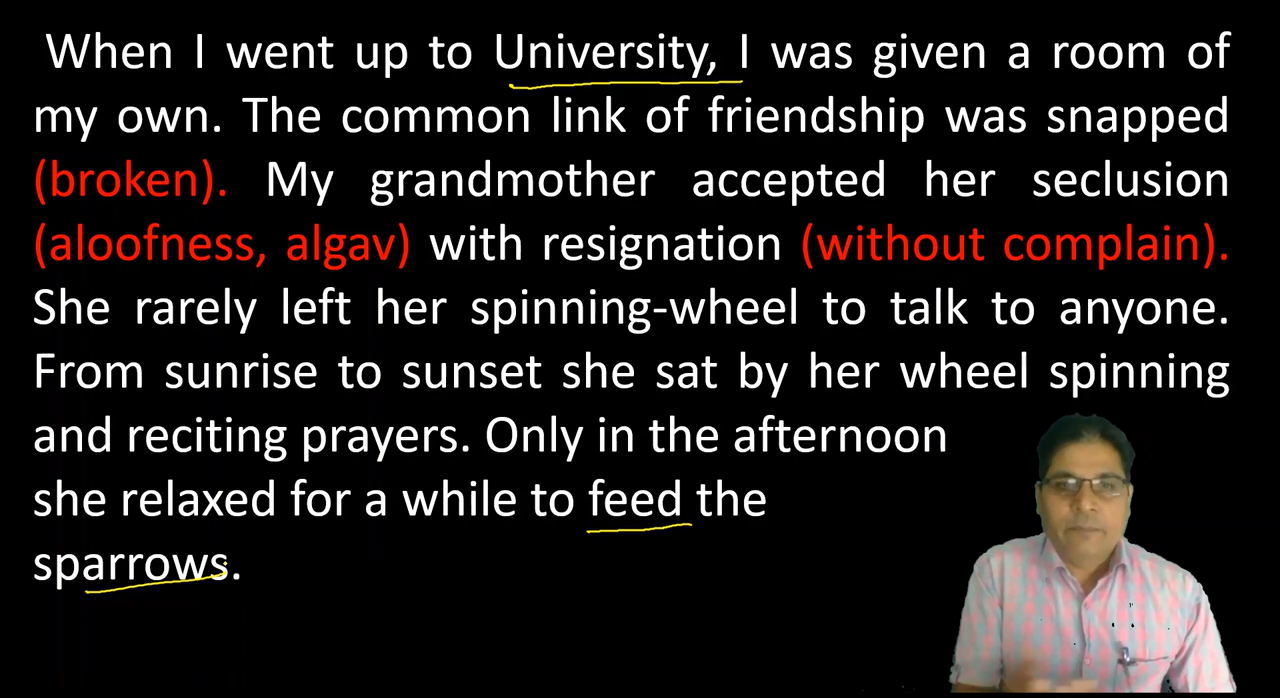 When I went up to University, I was given a room of
my own. The common link of friendship was snapped
(broken). My grandmother accepted her seclusion
(aloofness, algav) with resignation (without complain).
She rarely left her spinning-wheel to talk to anyone.
From sunrise to sunset she sat by her wheel spinning
and reciting prayers. Only in the afternoon
she relaxed for a while to feed the
sparrows.